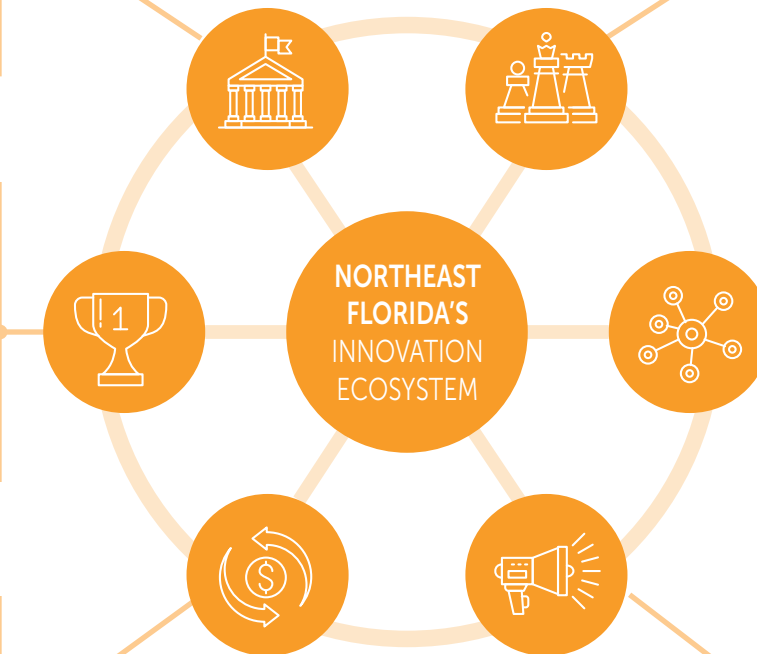 NORTHEAST
FLORIDA'S
INNOVATION
ECOSYSTEM
1
$